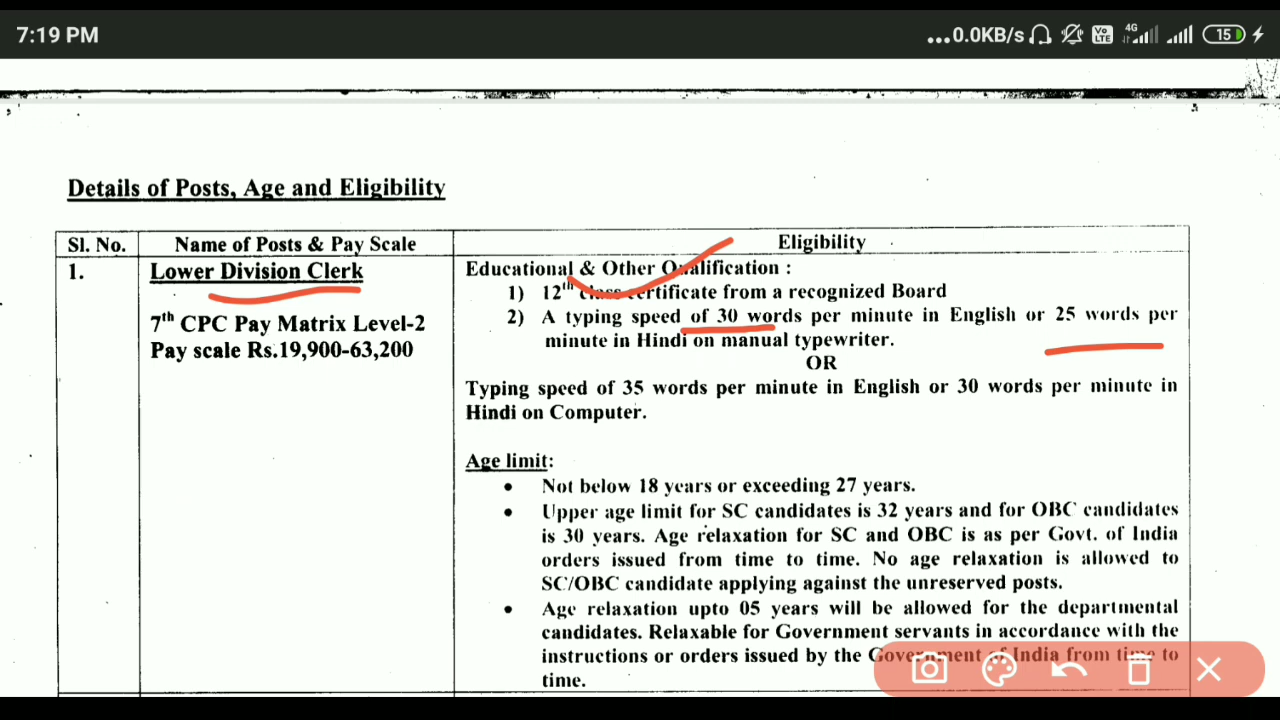 7:19 PM
...0.0KB/s 4G Vo LTE 15
Details of Posts, Age and Eligibility
Sl. No. Name of Posts & Pay Scale Eligibility
1. Lower Division Clerk
7th CPC Pay Matrix Level-2
Pay scale Rs.19,900-63,200
Educational & Other Qualification :
1) 12th class certificate from a recognized Board
2) A typing speed of 30 words per minute in English or 25 words per
minute in Hindi on manual typewriter.
OR
Typing speed of 35 words per minute in English or 30 words per minute in
Hindi on Computer.
Age limit:
• Not below 18 years or exceeding 27 years.
• Upper age limit for SC candidates is 32 years and for OBC candidates
is 30 years. Age relaxation for SC and OBC is as per Govt. of India
orders issued from time to time. No age relaxation is allowed to
SC/OBC candidate applying against the unreserved posts.
• Age relaxation upto 05 years will be allowed for the departmental
candidates. Relaxable for Government servants in accordance with the
instructions or orders issued by the Government of India from time to
time.